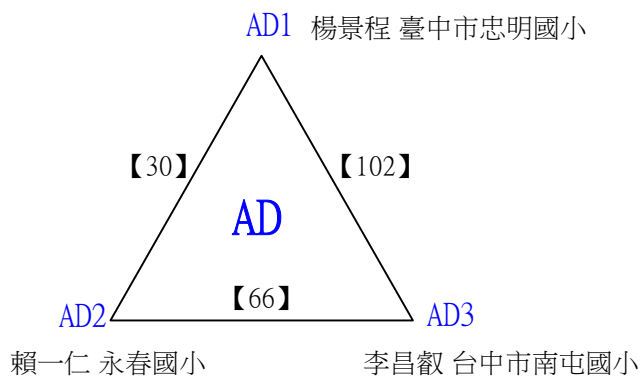 AD1 楊景程 臺中市忠明國小
【30】 【102】
AD
【66】
AD2 AD3
賴一仁 永春國小 李昌叡 台中市南屯國小